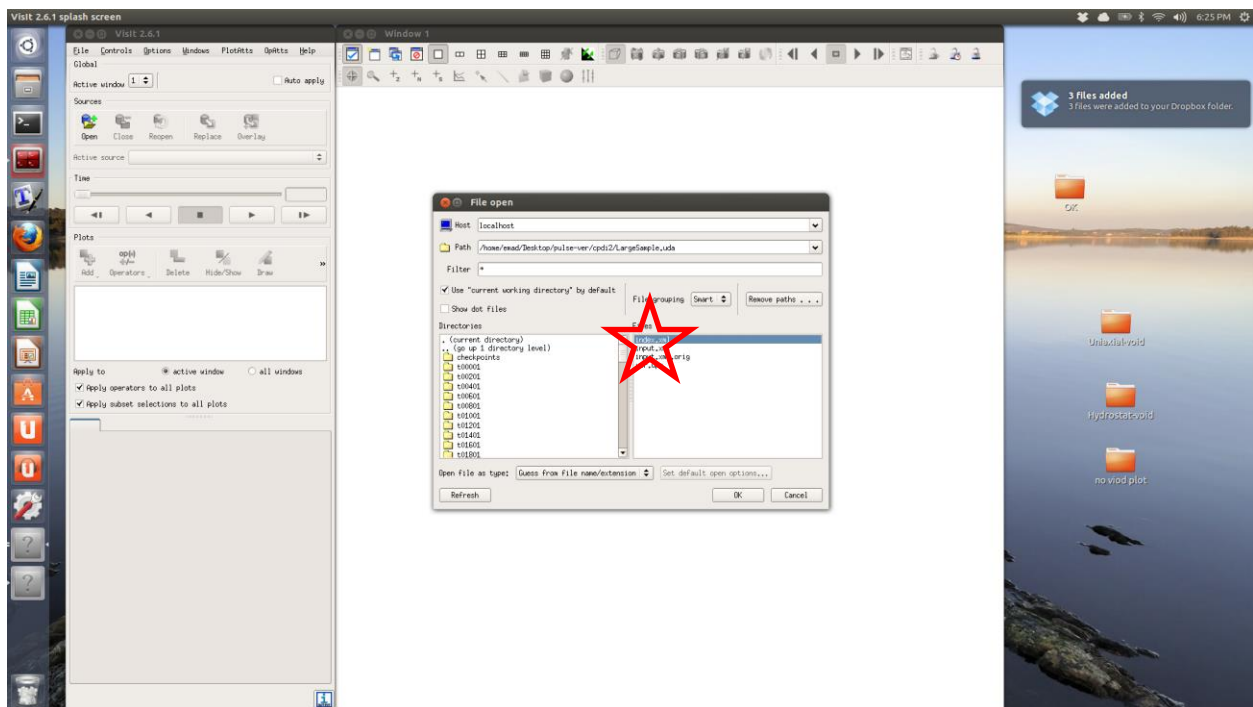 VisIt 2.6.1 splash screen
6:25 PM
VisIt 2.6.1
File Controls Options Windows PlotAtts OpAtts Help
Global
Active window 1
Auto apply
Sources
Open Close Reopen Replace Overlay
Active source
Time
Plots
Add Operators Delete Hide/Show Draw
Apply to active window all windows
Apply operators to all plots
Apply subset selections to all plots
Window 1
File open
Host localhost
Path /home/emad/Desktop/pulse-ver/cpdi2/LargeSample.uda
Filter *
Use "current working directory" by default
Show dot files
File grouping Smart
Remove paths . . .
Directories
. (current directory)
.. (go up 1 directory level)
checkpoints
t00001
t00201
t00401
t00601
t00801
t01001
t01201
t01401
t01601
t01801
Files
index.xml
input.xml
input.xml.orig
Open file as type: Guess from file name/extension
Set default open options...
Refresh
OK
Cancel
3 files added
3 files were added to your Dropbox folder.
OK
Uniaxial-void
Hydrostat-void
no viod plot